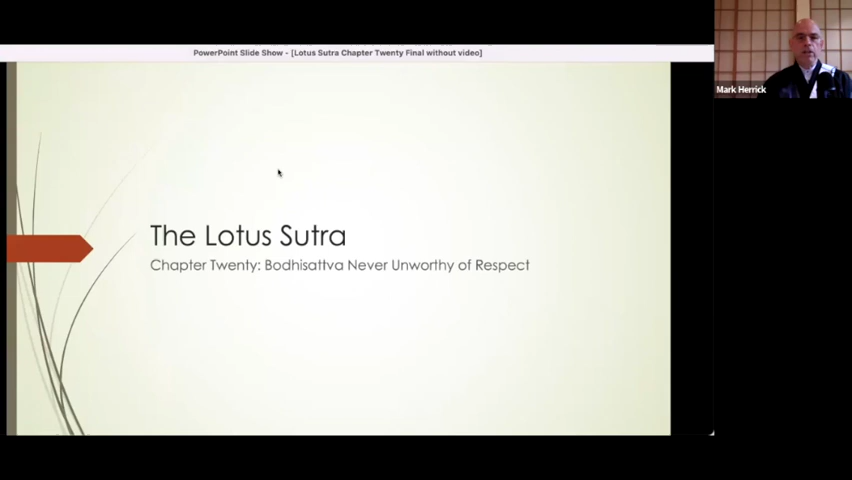 PowerPoint Slide Show - [Lotus Sutra Chapter Twenty Final without video]
Mark Herrick
The Lotus Sutra
Chapter Twenty: Bodhisattva Never Unworthy of Respect